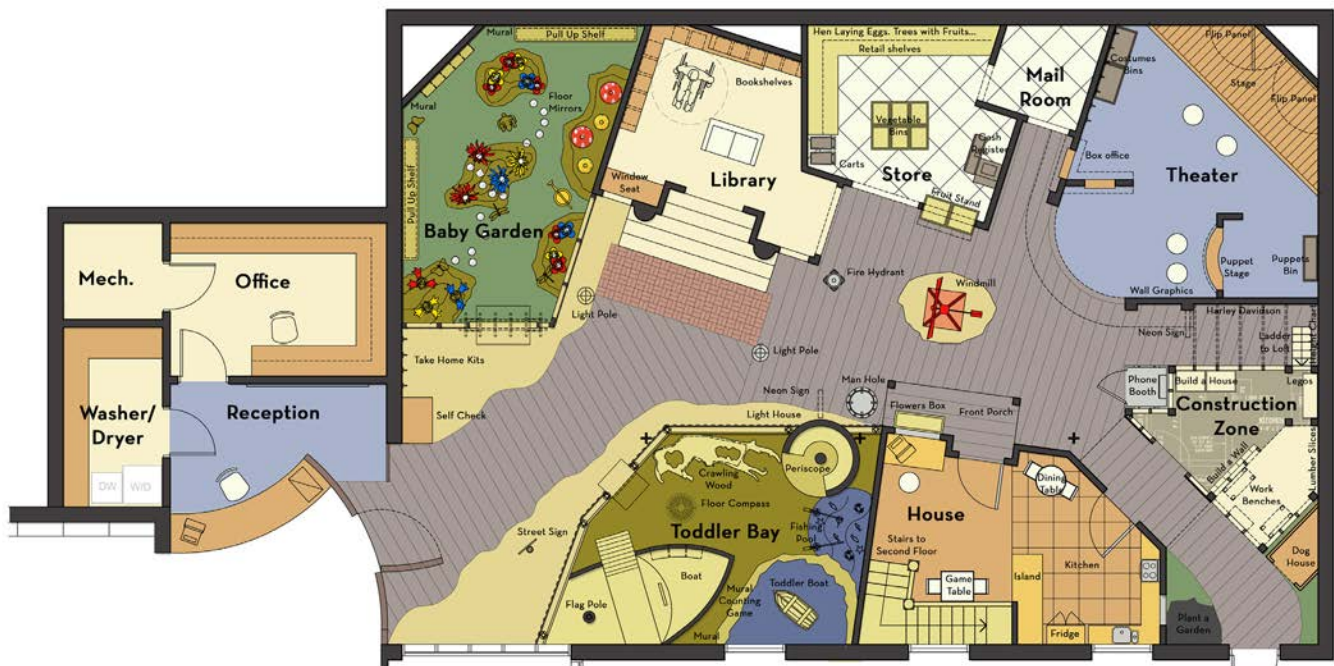 Mural
Pull Up Shelf
Mural
Floor
Mirrors
Pull Up Shelf
Baby Garden
Bookshelves
Window
Seat
Library
Hen Laying Eggs. Trees with Fruits...
Retail shelves
Vegetable
Bins
Carts
Cash
Register
Store
Fruit Stand
Mail
Room
Costumes
Bins
Flip Panel
Stage
Flip Panel
Box office
Theater
Puppet
Stage
Puppets
Bin
Wall Graphics
Mech.
Office
Washer/
Dryer
DW
W/D
Reception
Light Pole
Take Home Kits
Self Check
Fire Hydrant
Windmill
Light Pole
Neon Sign
Harley Davidson
Ladder
to Loft
Height Chart
Phone
Booth
Build a House
Legos
Construction
Zone
Build a Wall
Work
Benches
Lumber Slices
Dog
House
Neon Sign
Man Hole
Light House
Flowers Box
Front Porch
Periscope
Crawling
Wood
Floor Compass
Toddler Bay
Fishing
Pool
Street Sign
Boat
Flag Pole
Mural
Counting
Game
Toddler Boat
Mural
House
Stairs to
Second Floor
Game
Table
Dining
Table
Island
Kitchen
Fridge
Plant a
Garden